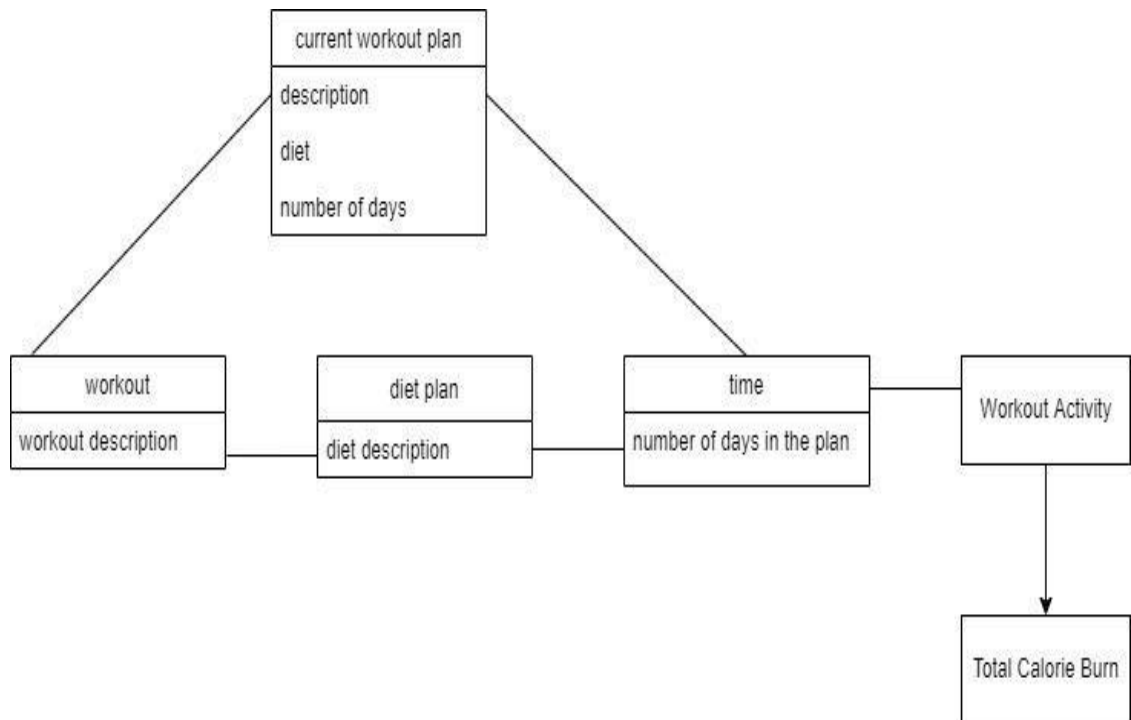 current workout plan
description
diet
number of days
workout
workout description
diet plan
diet description
time
number of days in the plan
Workout Activity
Total Calorie Burn